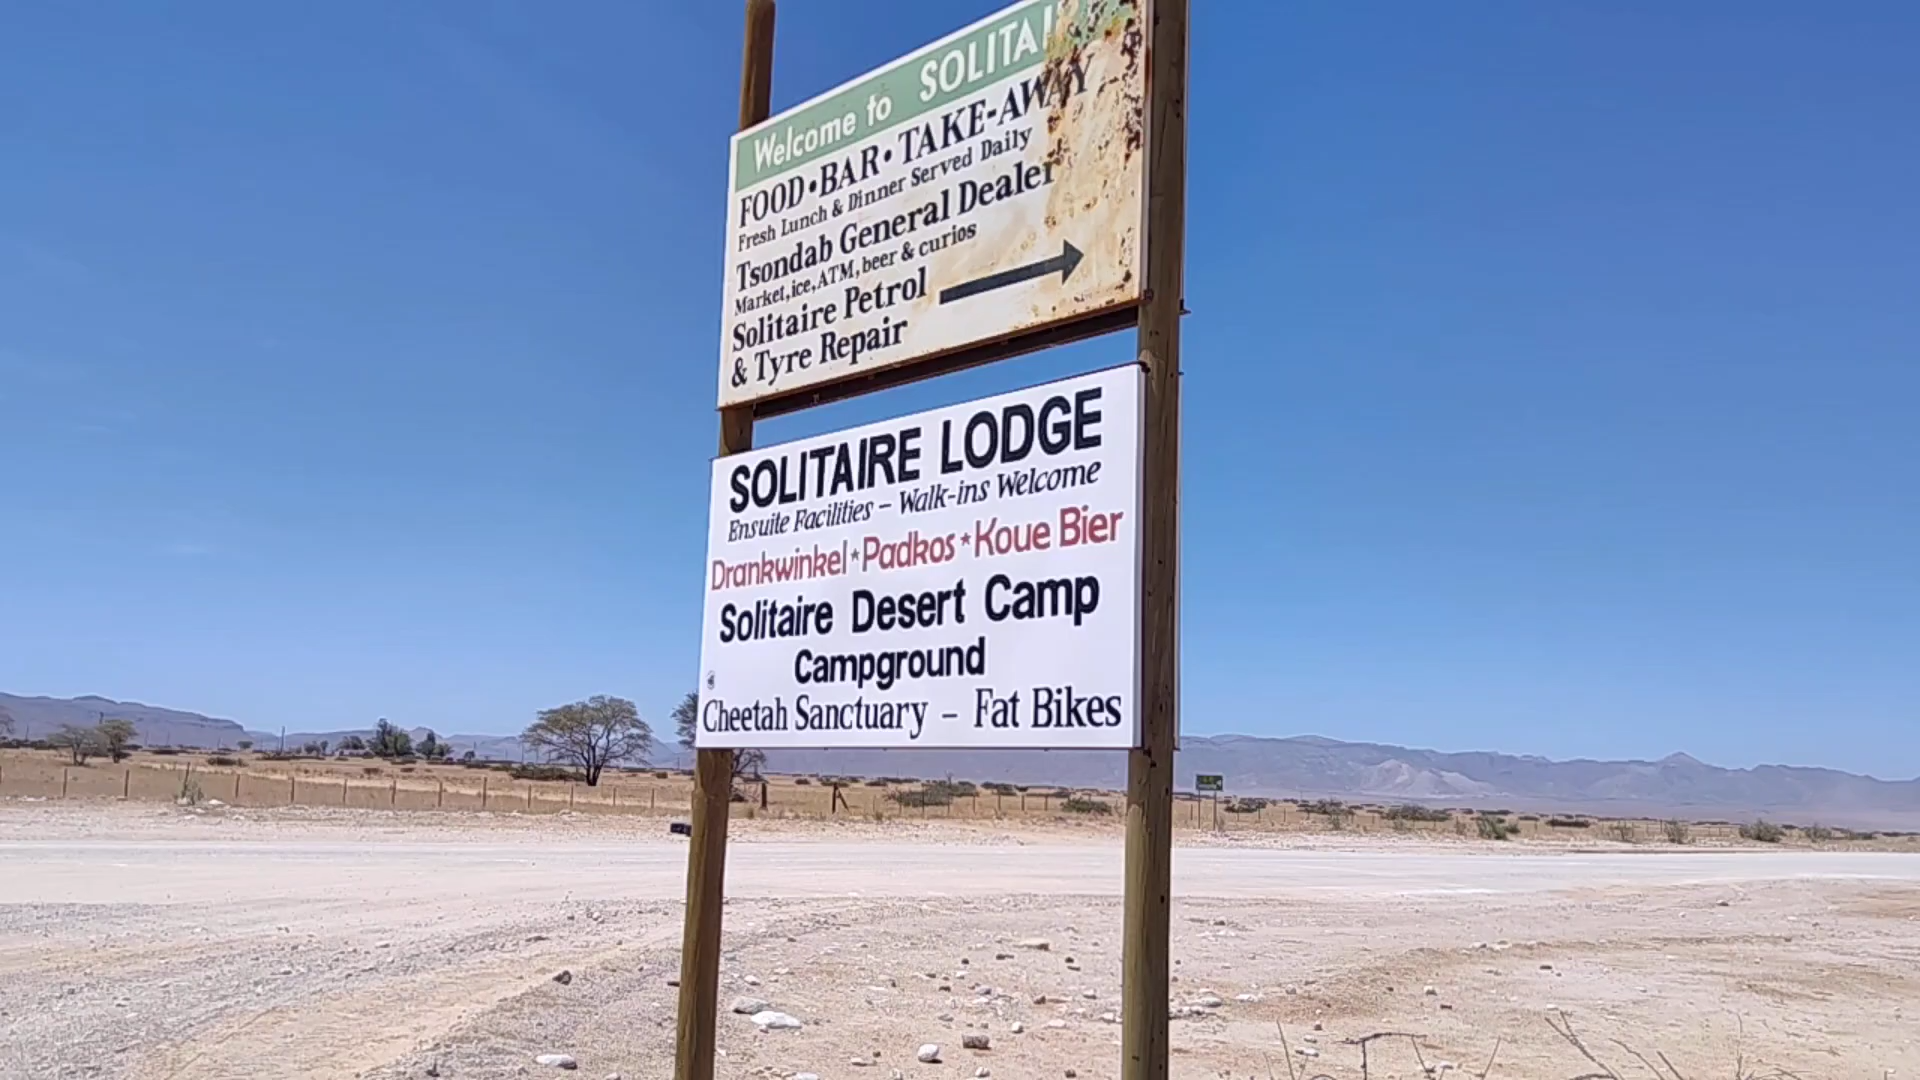 Welcome to SOLITAI
FOOD • BAR • TAKE-AWAY
Fresh Lunch & Dinner Served Daily
Tsondab General Dealer
Market, ice, ATM, beer & curios
Solitaire Petrol
& Tyre Repair
SOLITAIRE LODGE
Ensuite Facilities – Walk-ins Welcome
Drankwinkel * Padkos * Koue Bier
Solitaire Desert Camp
Campground
Cheetah Sanctuary – Fat Bikes